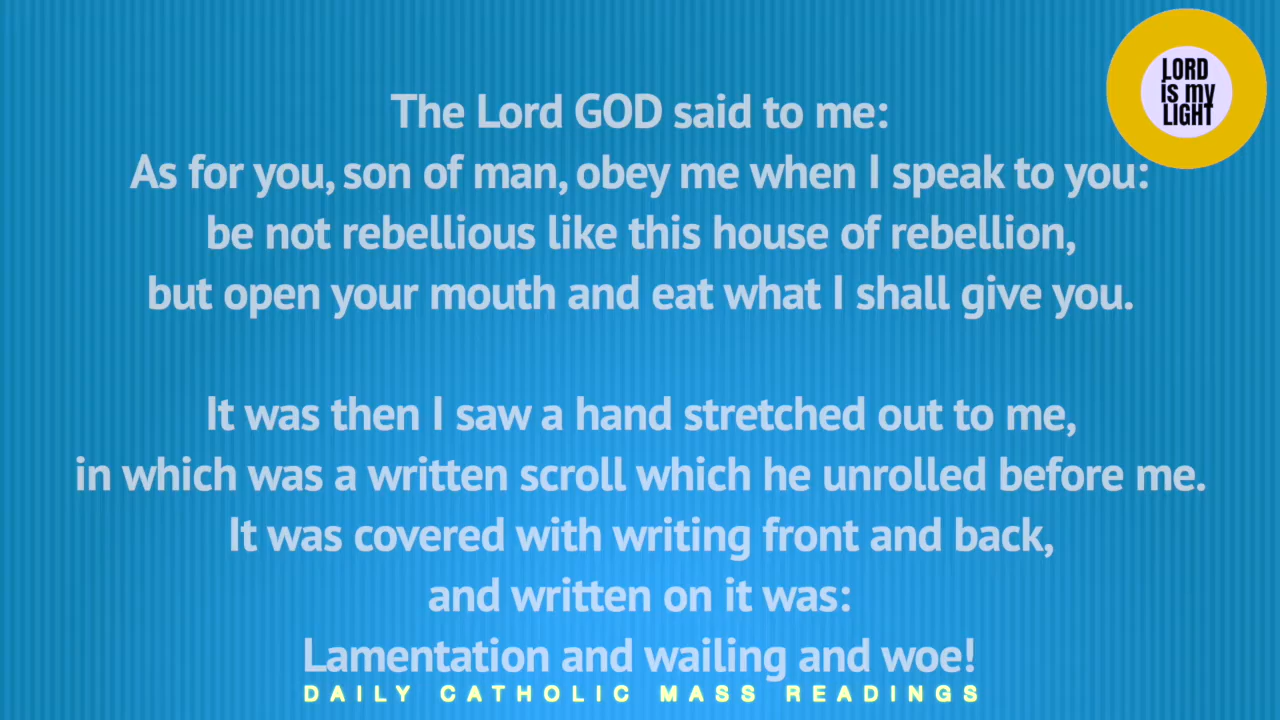 LORD
is my
LIGHT
The Lord GOD said to me:
As for you, son of man, obey me when I speak to you:
be not rebellious like this house of rebellion,
but open your mouth and eat what I shall give you.
It was then I saw a hand stretched out to me,
in which was a written scroll which he unrolled before me.
It was covered with writing front and back,
and written on it was:
Lamentation and wailing and woe!
DAILY CATHOLIC MASS READINGS